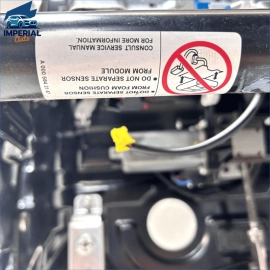 IMPERIAL
Auto
• DO NOT SEPARATE SENSOR
FROM FOAM CUSHION
• DO NOT SEPARATE SENSOR
FROM MODULE
CONSULT SERVICE MANUAL
FOR MORE INFORMATION.